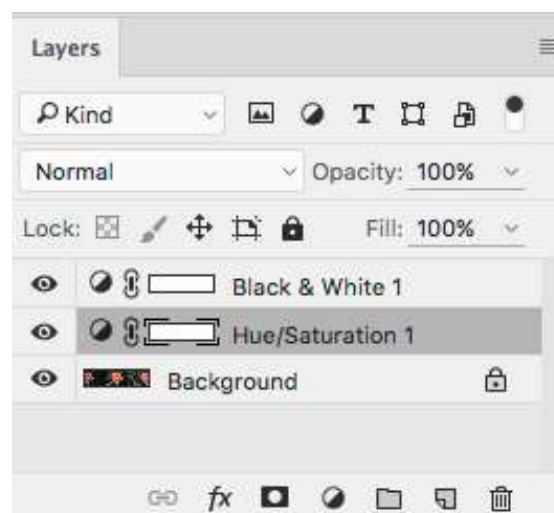 Layers
Kind
Normal Opacity: 100%
Lock: Fill: 100%
Black & White 1
Hue/Saturation 1
Background
fx